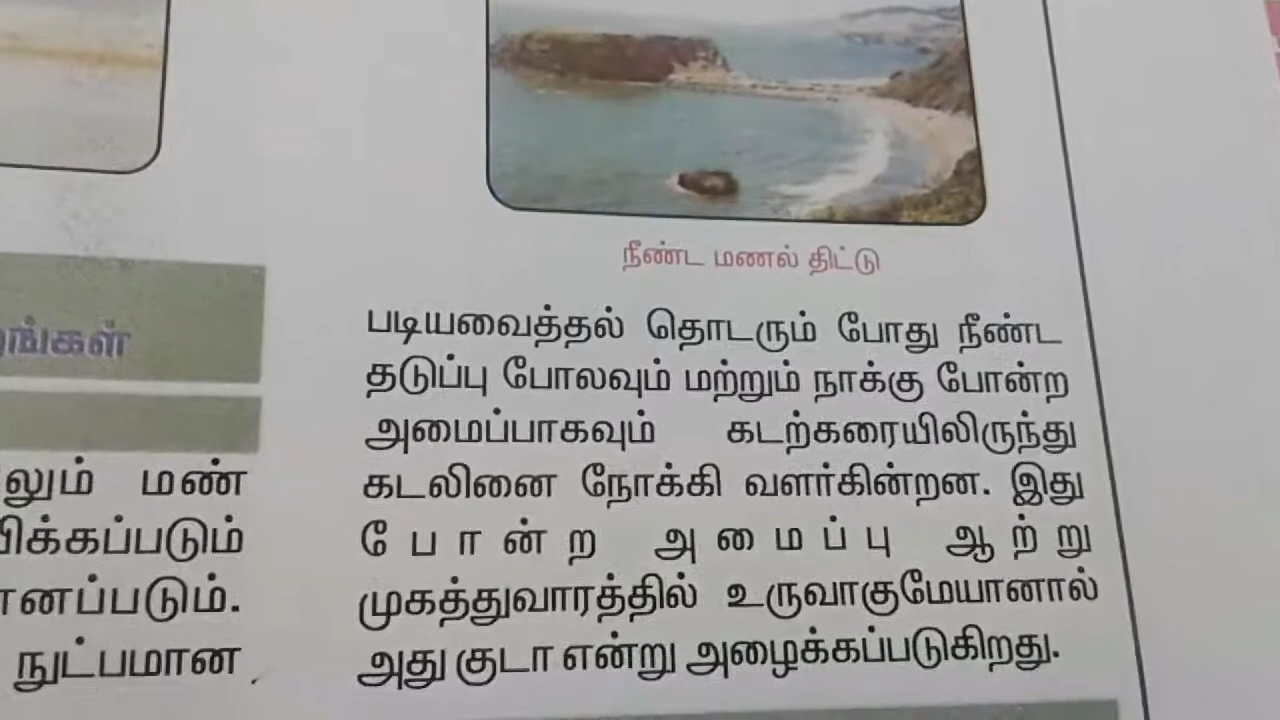 லும் மண்
க்கப்படும்
னப்படும்.
நுட்பமான
நீண்ட மணல் திட்டு
படியவைத்தல் தொடரும் போது நீண்ட
தடுப்பு போலவும் மற்றும் நாக்கு போன்ற
அமைப்பாகவும் கடற்கரையிலிருந்து
கடலினை நோக்கி வளர்கின்றன. இது
போன்ற அமைப்பு ஆற்று
முகத்துவாரத்தில் உருவாகுமேயானால்
அது குடா என்று அழைக்கப்படுகிறது.